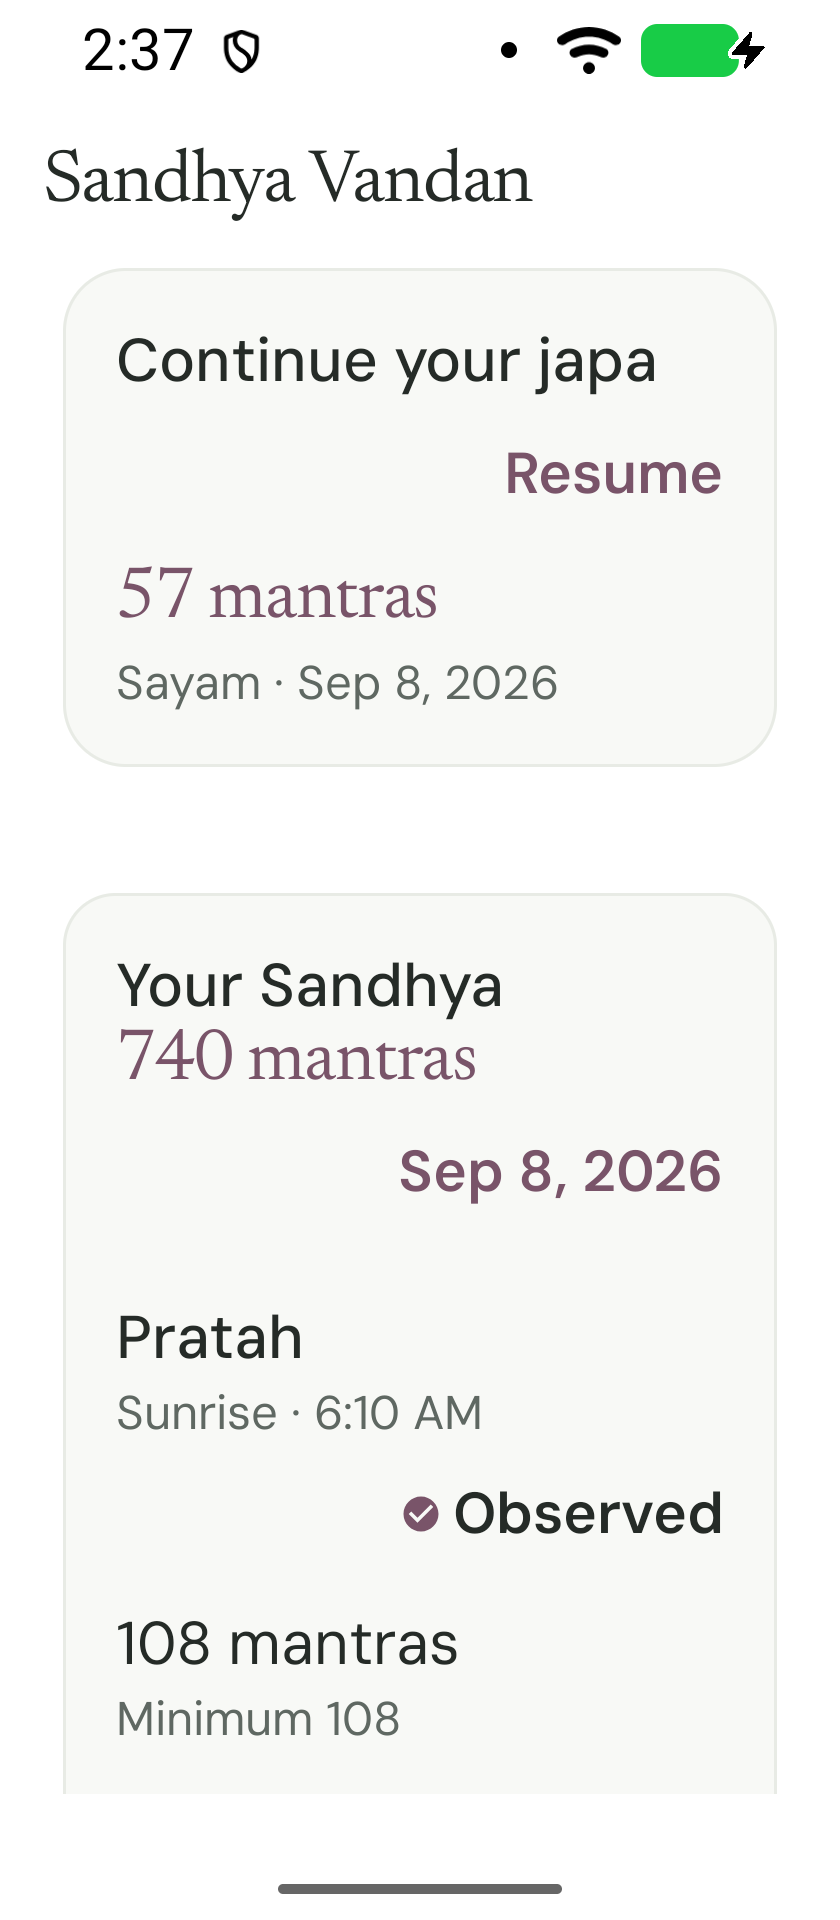 2:37
Sandhya Vandan
Continue your japa
Resume
57 mantras
Sayam · Sep 8, 2026
Your Sandhya
740 mantras
Sep 8, 2026
Pratah
Sunrise · 6:10 AM
Observed
108 mantras
Minimum 108